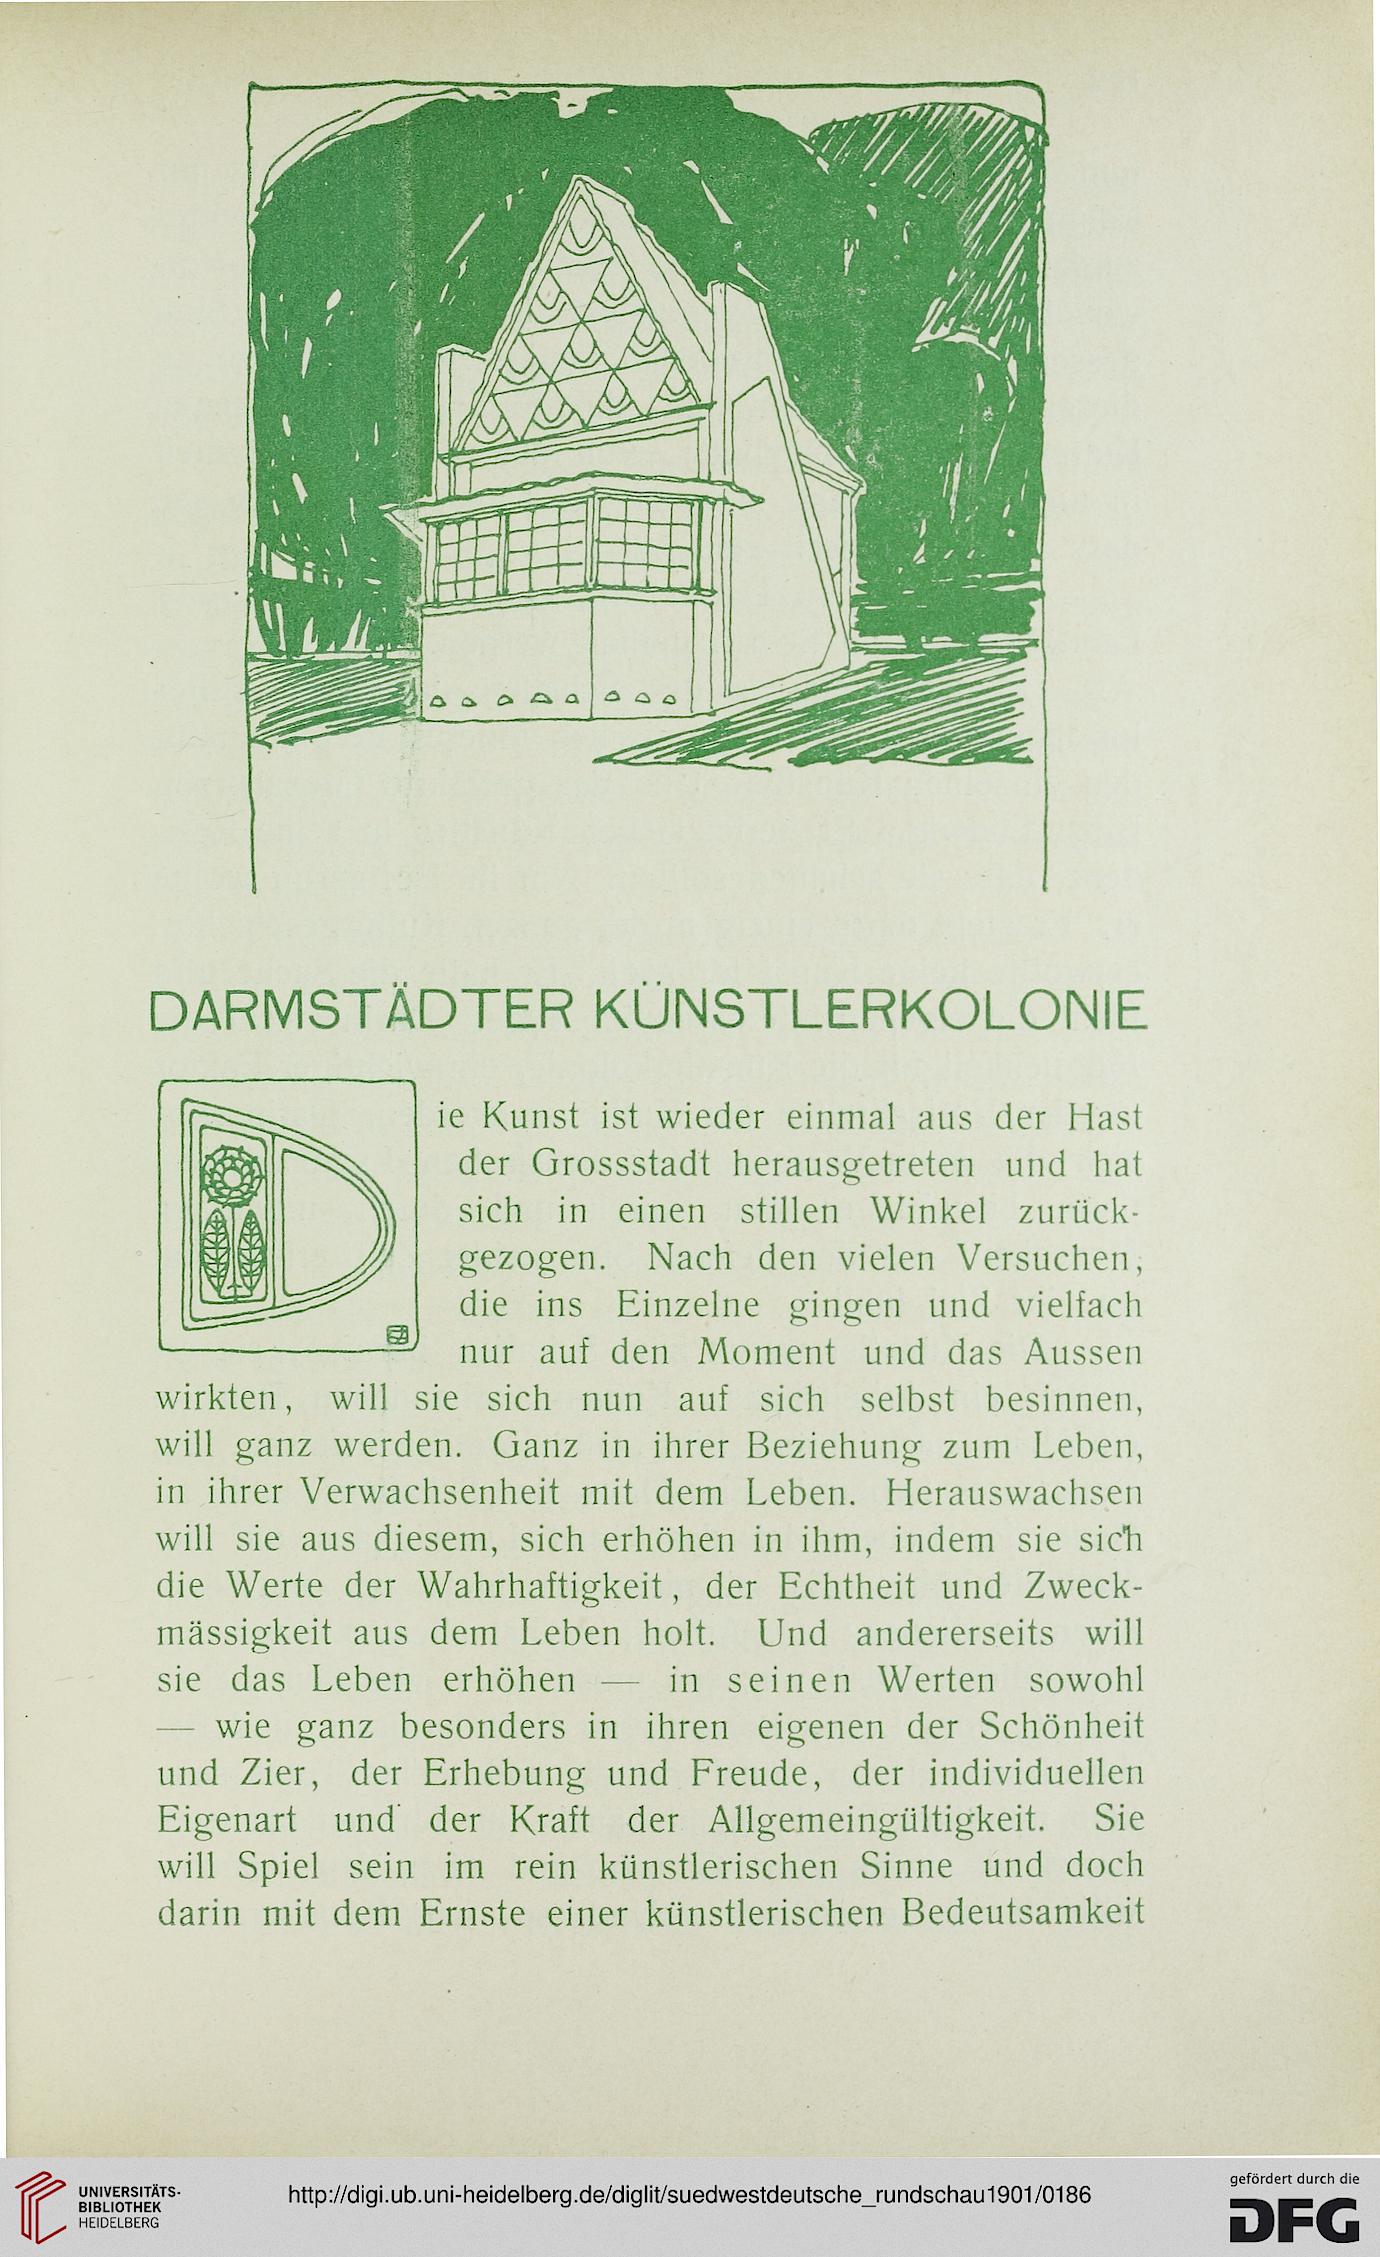 DARMSTÄDTER KÜNSTLERKOLONIE
Die Kunst ist wieder einmal aus der Hast
der Grossstadt herausgetreten und hat
sich in einen stillen Winkel zurück-
gezogen. Nach den vielen Versuchen,
die ins Einzelne gingen und vielfach
nur auf den Moment und das Aussen
wirkten, will sie sich nun auf sich selbst besinnen,
will ganz werden. Ganz in ihrer Beziehung zum Leben,
in ihrer Verwachsenheit mit dem Leben. Herauswachsen
will sie aus diesem, sich erhöhen in ihm, indem sie sich
die Werte der Wahrhaftigkeit, der Echtheit und Zweck-
mässigkeit aus dem Leben holt. Und andererseits will
sie das Leben erhöhen — in seinen Werten sowohl
— wie ganz besonders in ihren eigenen der Schönheit
und Zier, der Erhebung und Freude, der individuellen
Eigenart und der Kraft der Allgemeingültigkeit. Sie
will Spiel sein im rein künstlerischen Sinne und doch
darin mit dem Ernste einer künstlerischen Bedeutsamkeit
UNIVERSITÄTS-
BIBLIOTHEK
HEIDELBERG
http://digi.ub.uni-heidelberg.de/diglit/suedwestdeutsche_rundschau1901/0186
gefördert durch die
DFG